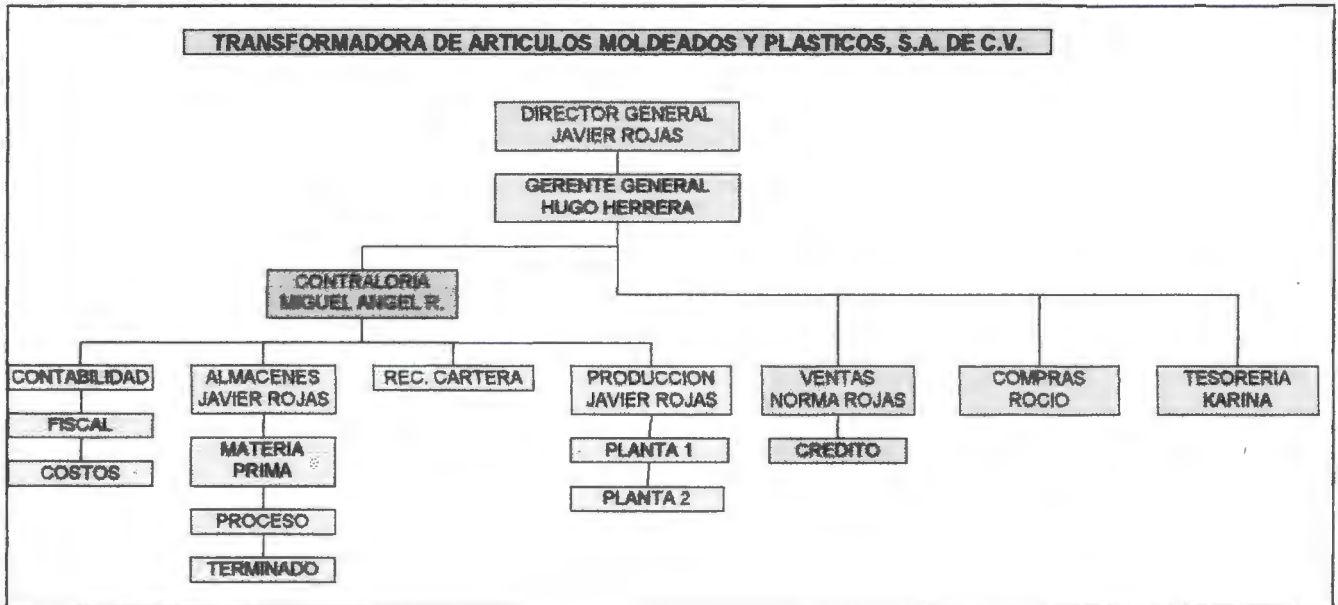 TRANSFORMADORA DE ARTICULOS MOLDEADOS Y PLASTICOS, S.A. DE C.V.
DIRECTOR GENERAL
JAVIER ROJAS
GERENTE GENERAL
HUGO HERRERA
CONTRALORIA
MIGUEL ANGEL R.
CONTABILIDAD
FISCAL
COSTOS
ALMACENES
JAVIER ROJAS
MATERIA
PRIMA
PROCESO
TERMINADO
REC. CARTERA
PRODUCCION
JAVIER ROJAS
PLANTA 1
PLANTA 2
VENTAS
NORMA ROJAS
CREDITO
COMPRAS
ROCIO
TESORERIA
KARINA